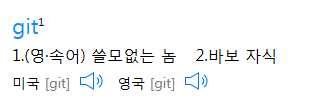 git¹
1.(영·속어) 쓸모없는 놈 2.바보 자식
미국 [git] 영국 [git]